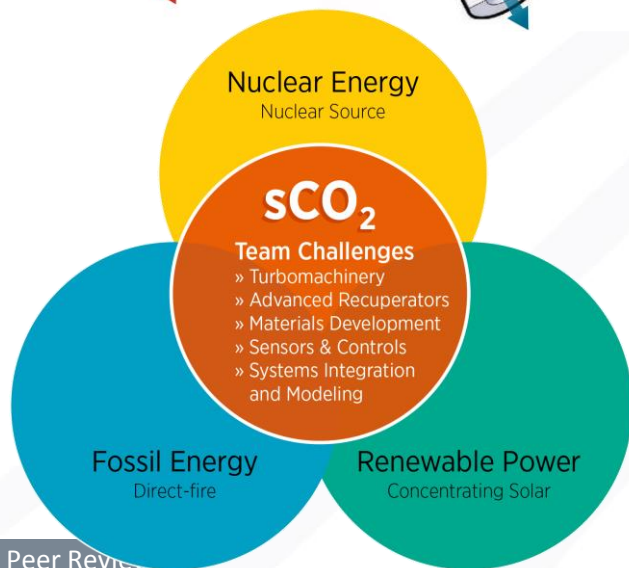 Nuclear Energy
Nuclear Source
sCO₂
Team Challenges
» Turbomachinery
» Advanced Recuperators
» Materials Development
» Sensors & Controls
» Systems Integration
and Modeling
Fossil Energy
Direct-fire
Renewable Power
Concentrating Solar
Peer